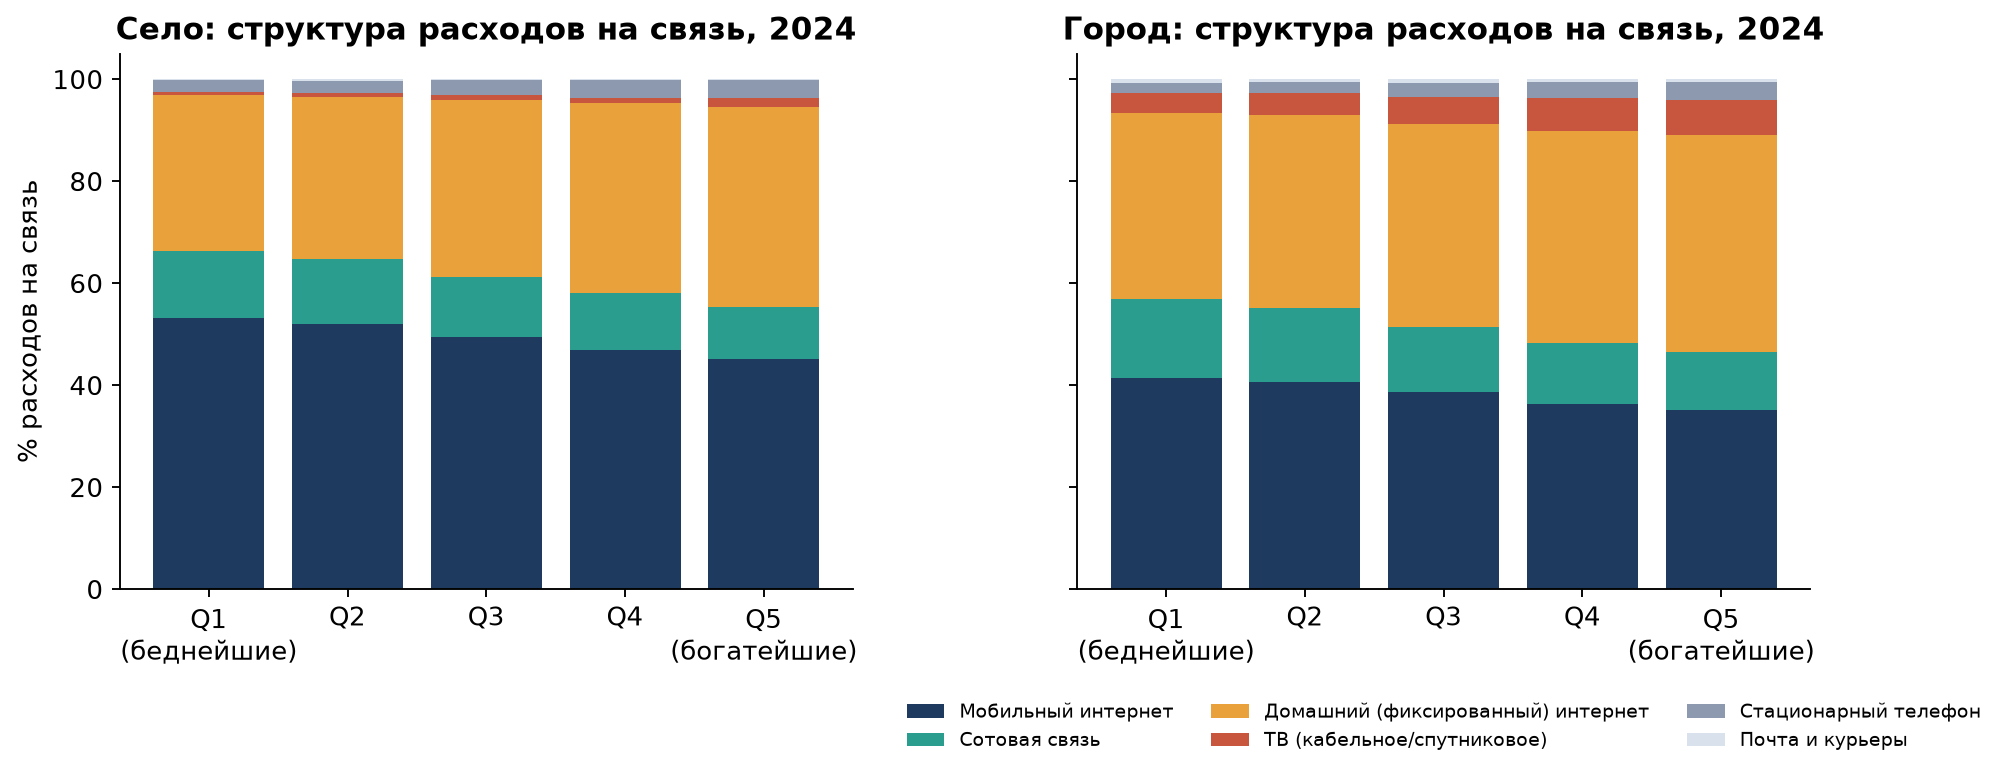 Село: структура расходов на связь, 2024
% расходов на связь
100
80
60
40
20
0
Q1
(беднейшие)
Q2
Q3
Q4
Q5
(богатейшие)
Город: структура расходов на связь, 2024
Q1
(беднейшие)
Q2
Q3
Q4
Q5
(богатейшие)
Мобильный интернет
Сотовая связь
Домашний (фиксированный) интернет
ТВ (кабельное/спутниковое)
Стационарный телефон
Почта и курьеры